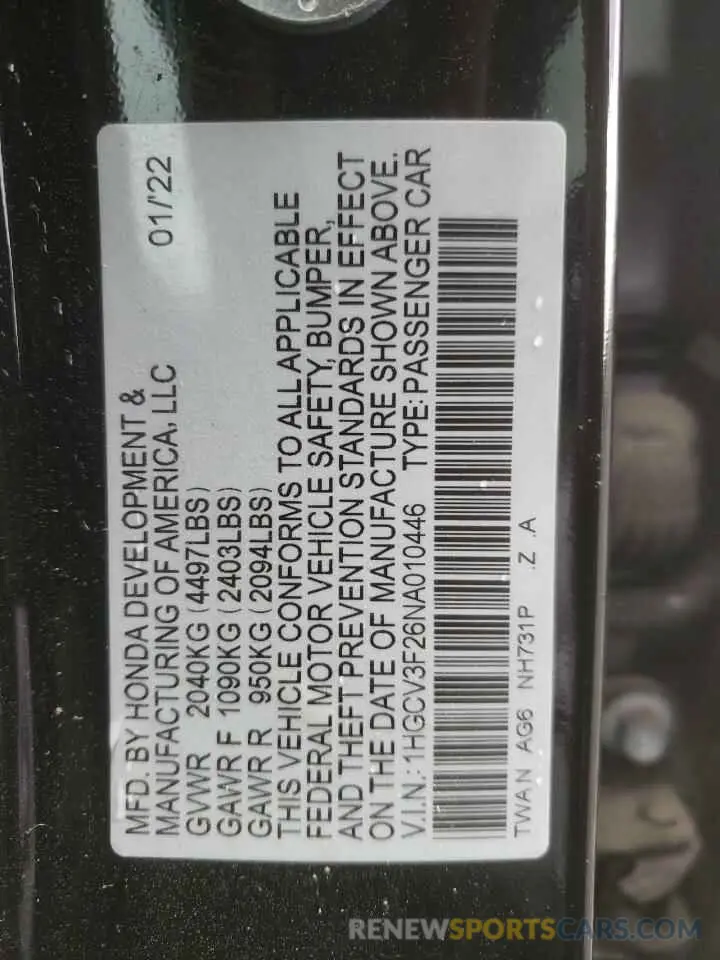 MFD. BY HONDA DEVELOPMENT &
MANUFACTURING OF AMERICA, LLC 01/'22
GVWR 2040KG (4497LBS)
GAWR F 1090KG (2403LBS)
GAWR R 950KG (2094LBS)
THIS VEHICLE CONFORMS TO ALL APPLICABLE
FEDERAL MOTOR VEHICLE SAFETY, BUMPER,
AND THEFT PREVENTION STANDARDS IN EFFECT
ON THE DATE OF MANUFACTURE SHOWN ABOVE.
V.I.N.: 1HGCV3F26NA010446 TYPE: PASSENGER CAR
TWAN AG6 NH731P .Z .A
RENEWSPORTSCARS.COM